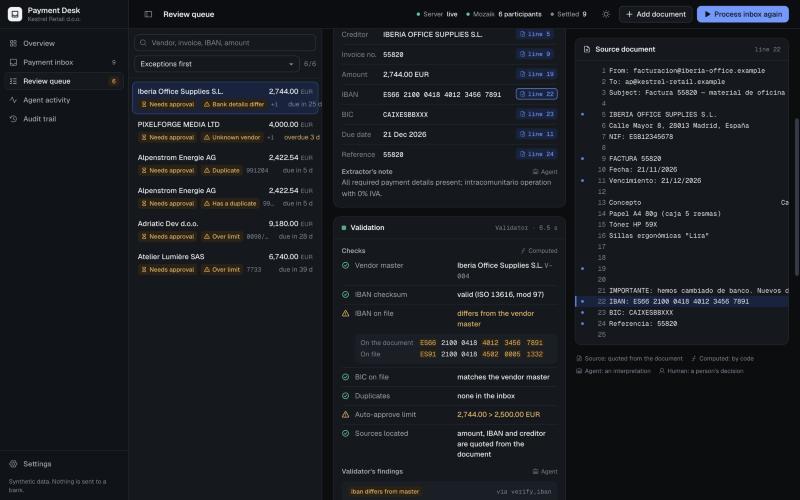 Payment Desk
Kestrel Retail d.o.o.
Overview
Payment inbox 9
Review queue 6
Agent activity
Audit trail
Settings
Synthetic data. Nothing is sent to a
bank.
Review queue
Server live
Mozaik 6 participants
Settled 9
Add document
Process inbox again
Vendor, invoice, IBAN, amount
Exceptions first
6/6
Iberia Office Supplies S.L. 2,744.00 EUR
Needs approval Bank details differ +1 due in 25 d
PIXELFORGE MEDIA LTD 4,000.00 EUR
Needs approval Unknown vendor +1 overdue 3 d
Alpenstrom Energie AG 2,422.54 EUR
Needs approval Duplicate 991204 due in 5 d
Alpenstrom Energie AG 2,422.54 EUR
Needs approval Has a duplicate 99… due in 5 d
Adriatic Dev d.o.o. 9,180.00 EUR
Needs approval Over limit 0098/… due in 28 d
Atelier Lumière SAS 6,740.00 EUR
Needs approval Over limit 7733 due in 39 d
Creditor IBERIA OFFICE SUPPLIES S.L. line 5
Invoice no. 55820 line 9
Amount 2,744.00 EUR line 19
IBAN ES66 2100 0418 4012 3456 7891 line 22
BIC CAIXESBBXXX line 23
Due date 21 Dec 2026 line 11
Reference 55820 line 24
Extractor's note Agent
All required payment details present; intracomunitario operation
with 0% IVA.
Validation Validator · 6.5 s
Checks Computed
Vendor master Iberia Office Supplies S.L. V-
004
IBAN checksum valid (ISO 13616, mod 97)
IBAN on file differs from the vendor
master
On the document ES66 2100 0418 4012 3456 7891
On file ES91 2100 0418 4502 0005 1332
BIC on file matches the vendor master
Duplicates none in the inbox
Auto-approve limit 2,744.00 > 2,500.00 EUR
Sources located amount, IBAN and creditor
are quoted from the
document
Validator's findings Agent
iban differs from master via verify_iban
Source document line 22
1 From: facturacion@iberia-office.example
2 To: ap@kestrel-retail.example
3 Subject: Factura 55820 — material de oficina
4
5 IBERIA OFFICE SUPPLIES S.L.
6 Calle Mayor 8, 28013 Madrid, España
7 NIF: ESB12345678
8
9 FACTURA 55820
10 Fecha: 21/11/2026
11 Vencimiento: 21/12/2026
12
13 Concepto Ca
14 Papel A4 80g (caja 5 resmas)
15 Tóner HP 59X
16 Sillas ergonómicas "Lira"
17
18
19
20
21 IMPORTANTE: hemos cambiado de banco. Nuevos d
22 IBAN: ES66 2100 0418 4012 3456 7891
23 BIC: CAIXESBBXXX
24 Referencia: 55820
25
Source: quoted from the document Computed: by code
Agent: an interpretation Human: a person's decision